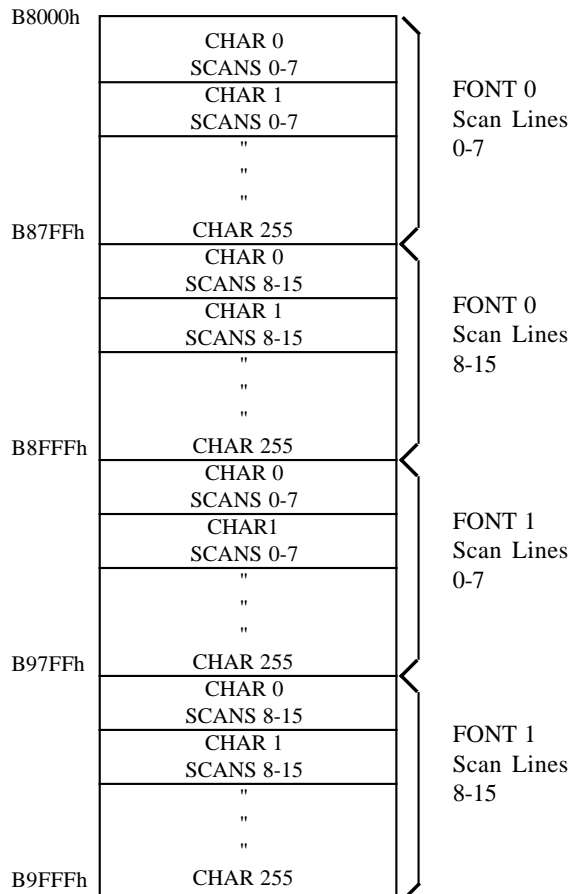 B8000h
CHAR 0
SCANS 0-7
CHAR 1
SCANS 0-7
"
"
"
B87FFh
CHAR 255
FONT 0
Scan Lines
0-7
CHAR 0
SCANS 8-15
CHAR 1
SCANS 8-15
"
"
"
B8FFFh
CHAR 255
FONT 0
Scan Lines
8-15
CHAR 0
SCANS 0-7
CHAR1
SCANS 0-7
"
"
"
B97FFh
CHAR 255
FONT 1
Scan Lines
0-7
CHAR 0
SCANS 8-15
CHAR 1
SCANS 8-15
"
"
"
B9FFFh
CHAR 255
FONT 1
Scan Lines
8-15